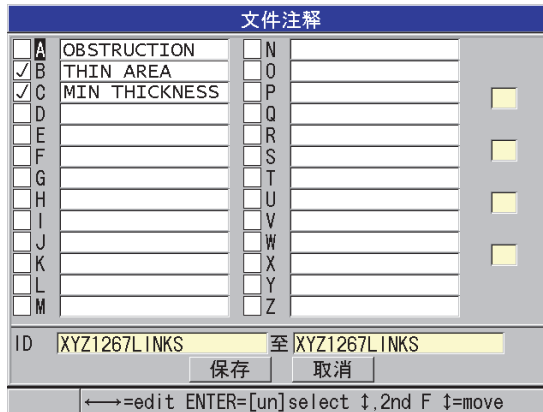 文件注释
A OBSTRUCTION N
B THIN AREA O
C MIN THICKNESS P
D Q
E R
F S
G T
H U
I V
J W
K X
L Y
M Z
ID XYZ1267LINKS 至 XYZ1267LINKS
保存 取消
←→=edit ENTER=[un]select ↕,2nd F ↕=move